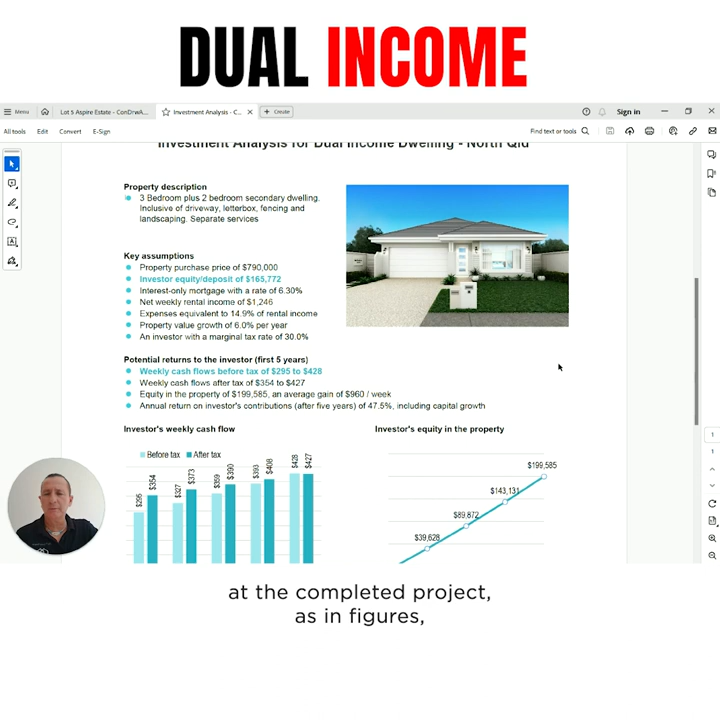 DUAL INCOME
Menu
Lot 5 Aspire Estate - ConDrwA...
Investment Analysis - C...
Create
Sign in
All tools
Edit
Convert
E-Sign
Find text or tools
Investment Analysis for Dual Income Dwelling - North Qld
Property description
3 Bedroom plus 2 bedroom secondary dwelling.
Inclusive of driveway, letterbox, fencing and
landscaping. Separate services
Key assumptions
Property purchase price of $790,000
Investor equity/deposit of $165,772
Interest-only mortgage with a rate of 6.30%
Net weekly rental income of $1,246
Expenses equivalent to 14.9% of rental income
Property value growth of 6.0% per year
An investor with a marginal tax rate of 30.0%
Potential returns to the investor (first 5 years)
Weekly cash flows before tax of $295 to $428
Weekly cash flows after tax of $354 to $427
Equity in the property of $199,585, an average gain of $960 / week
Annual return on investor's contributions (after five years) of 47.5%, including capital growth
Investor's weekly cash flow
Before tax
After tax
$295
$354
$327
$373
$359
$390
$393
$408
$428
$427
Investor's equity in the property
$199,585
$143,131
$89,872
$39,628
1
1
at the completed project,
as in figures,